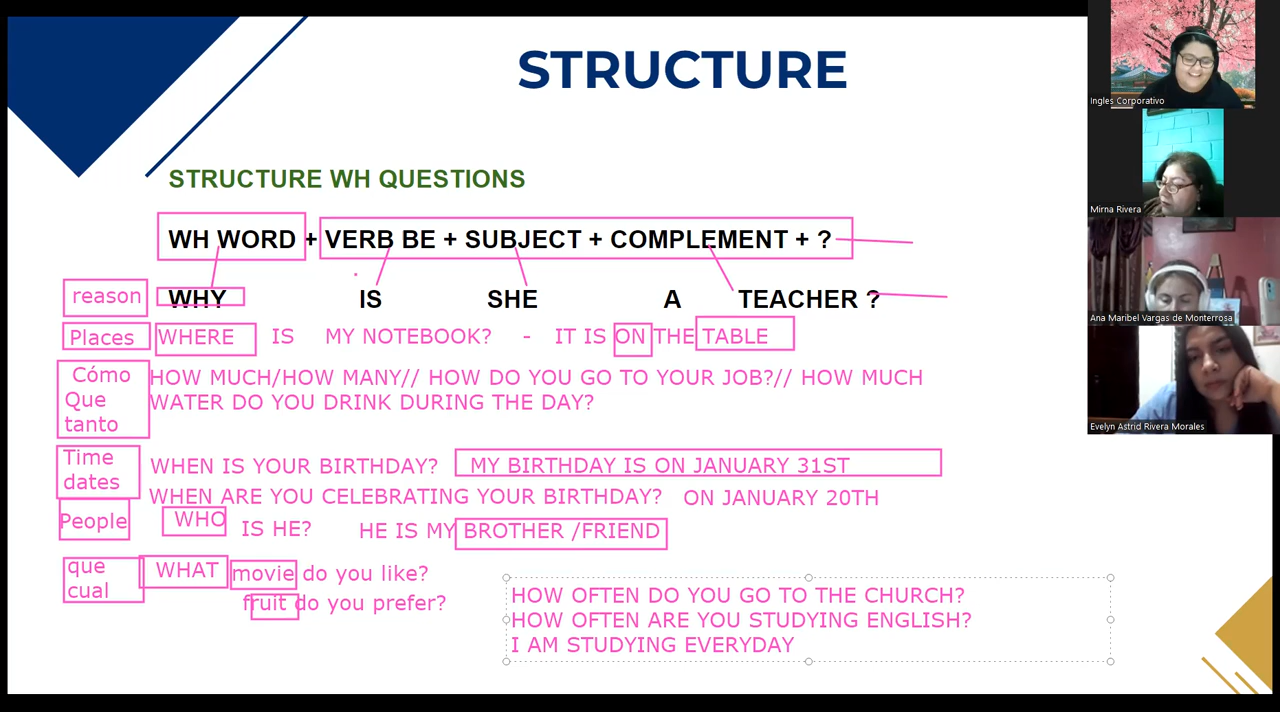 STRUCTURE
STRUCTURE WH QUESTIONS
WH WORD + VERB BE + SUBJECT + COMPLEMENT + ?
reason WHY IS SHE A TEACHER ?
Places WHERE IS MY NOTEBOOK? - IT IS ON THE TABLE
Cómo
Que
tanto
HOW MUCH/HOW MANY// HOW DO YOU GO TO YOUR JOB?// HOW MUCH
WATER DO YOU DRINK DURING THE DAY?
Time
dates
WHEN IS YOUR BIRTHDAY? MY BIRTHDAY IS ON JANUARY 31ST
WHEN ARE YOU CELEBRATING YOUR BIRTHDAY? ON JANUARY 20TH
People WHO IS HE? HE IS MY BROTHER /FRIEND
que
cual
WHAT movie do you like?
fruit do you prefer?
HOW OFTEN DO YOU GO TO THE CHURCH?
HOW OFTEN ARE YOU STUDYING ENGLISH?
I AM STUDYING EVERYDAY
Ingles Corporativo
Mirna Rivera
Ana Maribel Vargas de Monterrosa
Evelyn Astrid Rivera Morales